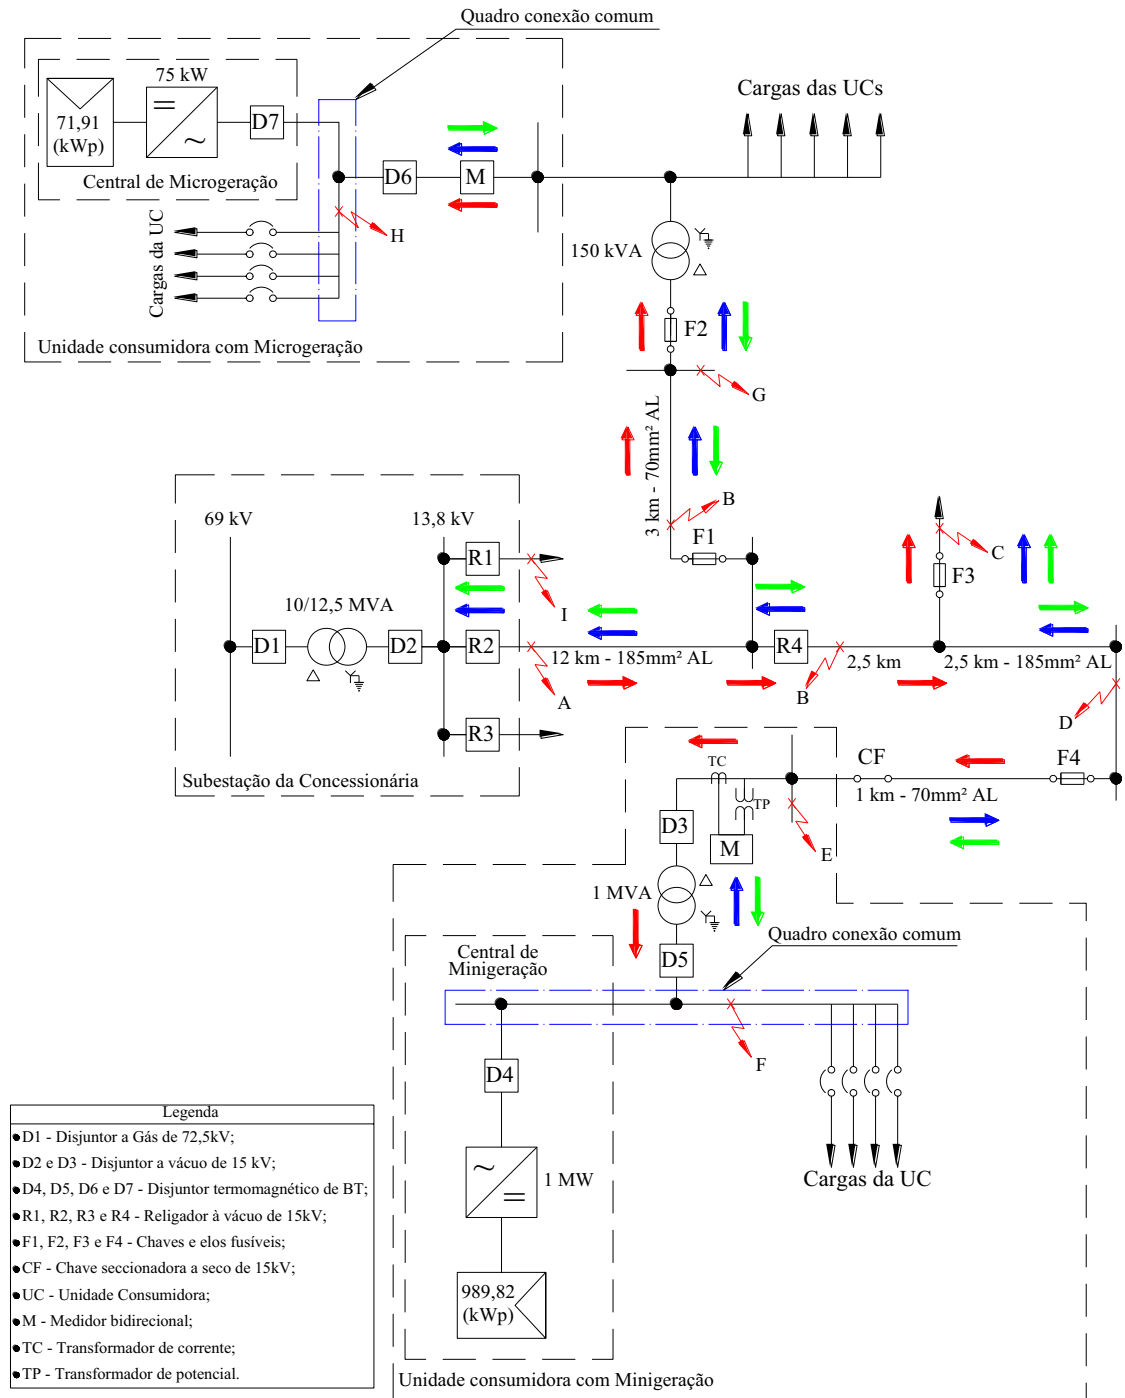 Quadro conexão comum
75 kW
71,91
(kWp)
D7
Central de Microgeração
D6
M
H
Cargas da UC
Unidade consumidora com Microgeração
Cargas das UCs
150 kVA
F2
G
3 km - 70mm² AL
B
F1
69 kV
13,8 kV
R1
I
10/12,5 MVA
D1
D2
R2
12 km - 185mm² AL
A
R3
Subestação da Concessionária
R4
B
2,5 km
C
F3
2,5 km - 185mm² AL
D
F4
CF
1 km - 70mm² AL
TC
TP
D3
M
E
1 MVA
D5
Quadro conexão comum
Central de
Minigeração
F
D4
1 MW
989,82
(kWp)
Cargas da UC
Unidade consumidora com Minigeração
Legenda
D1 - Disjuntor a Gás de 72,5kV;
D2 e D3 - Disjuntor a vácuo de 15 kV;
D4, D5, D6 e D7 - Disjuntor termomagnético de BT;
R1, R2, R3 e R4 - Religador à vácuo de 15kV;
F1, F2, F3 e F4 - Chaves e elos fusíveis;
CF - Chave seccionadora a seco de 15kV;
UC - Unidade Consumidora;
M - Medidor bidirecional;
TC - Transformador de corrente;
TP - Transformador de potencial.